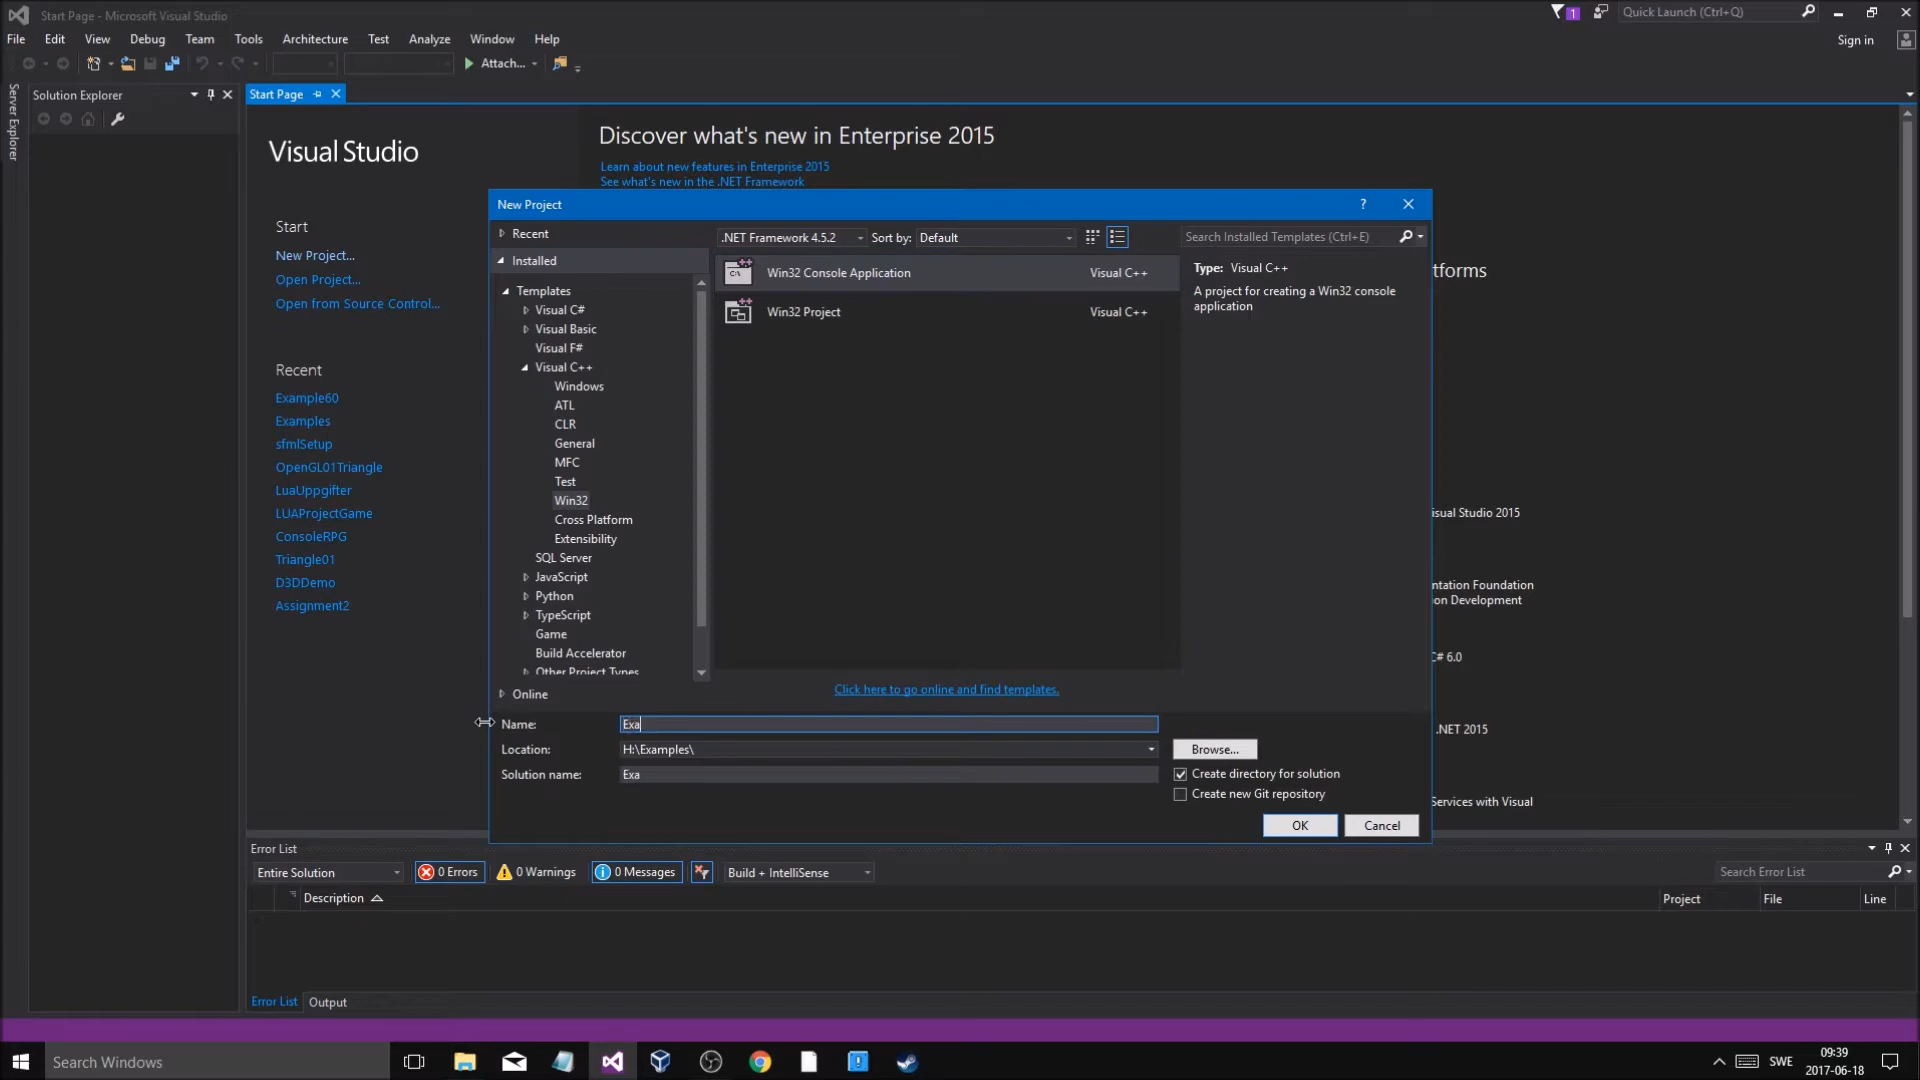 Start Page - Microsoft Visual Studio
1
Quick Launch (Ctrl+Q)
File Edit View Debug Team Tools Architecture Test Analyze Window Help
Sign in
Attach...
Server Explorer
Solution Explorer
Start Page
Visual Studio
Discover what's new in Enterprise 2015
Learn about new features in Enterprise 2015
See what's new in the .NET Framework
Start
New Project...
Open Project...
Open from Source Control...
Recent
Example60
Examples
sfmlSetup
OpenGL01Triangle
LuaUppgifter
LUAProjectGame
ConsoleRPG
Triangle01
D3DDemo
Assignment2
New Project
?
Recent
Installed
.NET Framework 4.5.2
Sort by: Default
Search Installed Templates (Ctrl+E)
Templates
Visual C#
Visual Basic
Visual F#
Visual C++
Windows
ATL
CLR
General
MFC
Test
Win32
Cross Platform
Extensibility
SQL Server
JavaScript
Python
TypeScript
Game
Build Accelerator
Other Project Types
Online
C:\
Win32 Console Application Visual C++
Win32 Project Visual C++
Type: Visual C++
A project for creating a Win32 console
application
Click here to go online and find templates.
Name: Exa
Location: H:\Examples\
Browse...
Solution name: Exa
Create directory for solution
Create new Git repository
OK
Cancel
tforms
isual Studio 2015
ntation Foundation
on Development
C# 6.0
.NET 2015
Services with Visual
Error List
Entire Solution
0 Errors
0 Warnings
0 Messages
Build + IntelliSense
Search Error List
Description
Project
File
Line
Error List
Output
Search Windows
SWE
09:39
2017-06-18